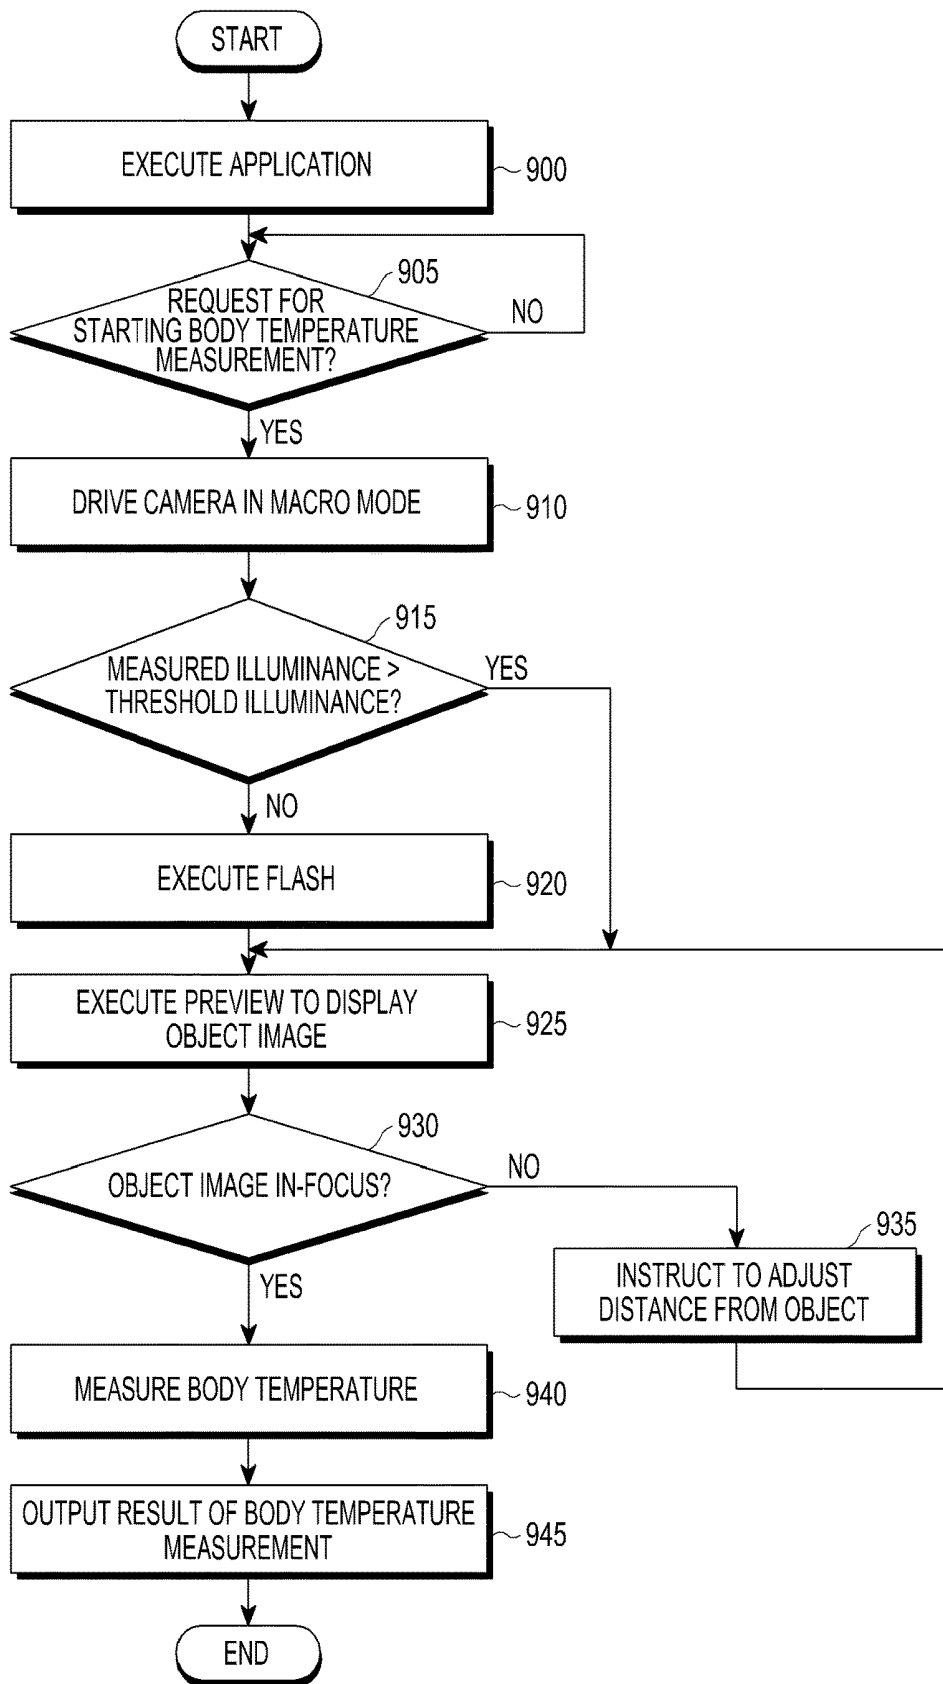 START
EXECUTE APPLICATION
900
905
REQUEST FOR
STARTING BODY TEMPERATURE
MEASUREMENT?
NO
YES
DRIVE CAMERA IN MACRO MODE
910
915
MEASURED ILLUMINANCE >
THRESHOLD ILLUMINANCE?
YES
NO
EXECUTE FLASH
920
EXECUTE PREVIEW TO DISPLAY
OBJECT IMAGE
925
930
OBJECT IMAGE IN-FOCUS?
NO
YES
935
INSTRUCT TO ADJUST
DISTANCE FROM OBJECT
MEASURE BODY TEMPERATURE
940
OUTPUT RESULT OF BODY TEMPERATURE
MEASUREMENT
945
END